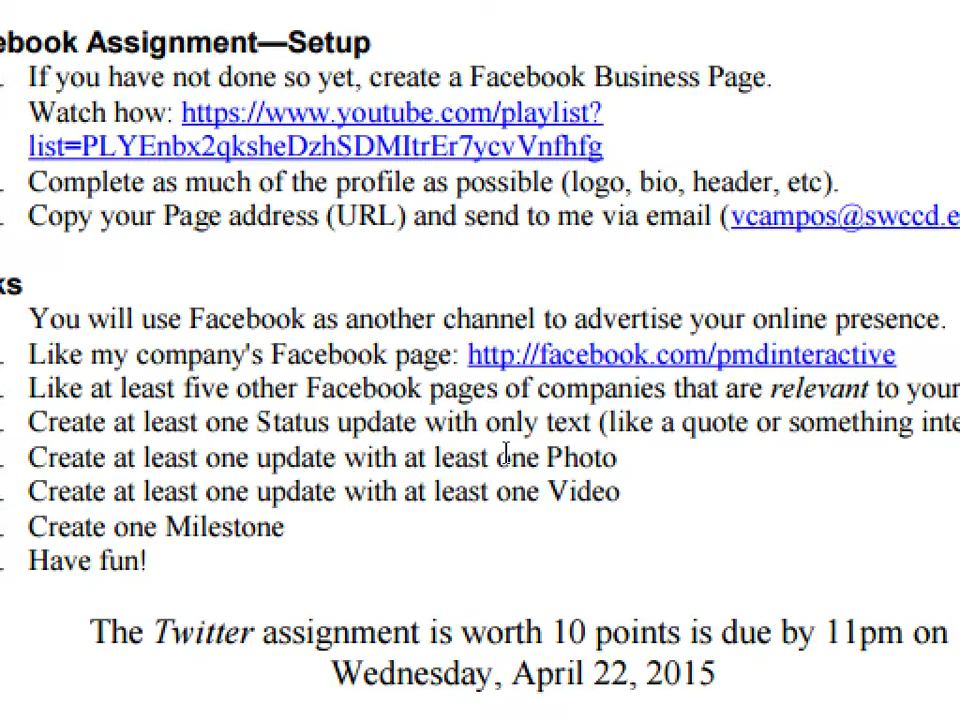 ebook Assignment—Setup
If you have not done so yet, create a Facebook Business Page.
Watch how: https://www.youtube.com/playlist?
list=PLYEnbx2qksheDzhSDMItrEr7ycvVnfhfg
Complete as much of the profile as possible (logo, bio, header, etc).
Copy your Page address (URL) and send to me via email (vcampos@swccd.e
ks
You will use Facebook as another channel to advertise your online presence.
Like my company's Facebook page: http://facebook.com/pmdinteractive
Like at least five other Facebook pages of companies that are relevant to your
Create at least one Status update with only text (like a quote or something inte
Create at least one update with at least one Photo
Create at least one update with at least one Video
Create one Milestone
Have fun!
The Twitter assignment is worth 10 points is due by 11pm on
Wednesday, April 22, 2015